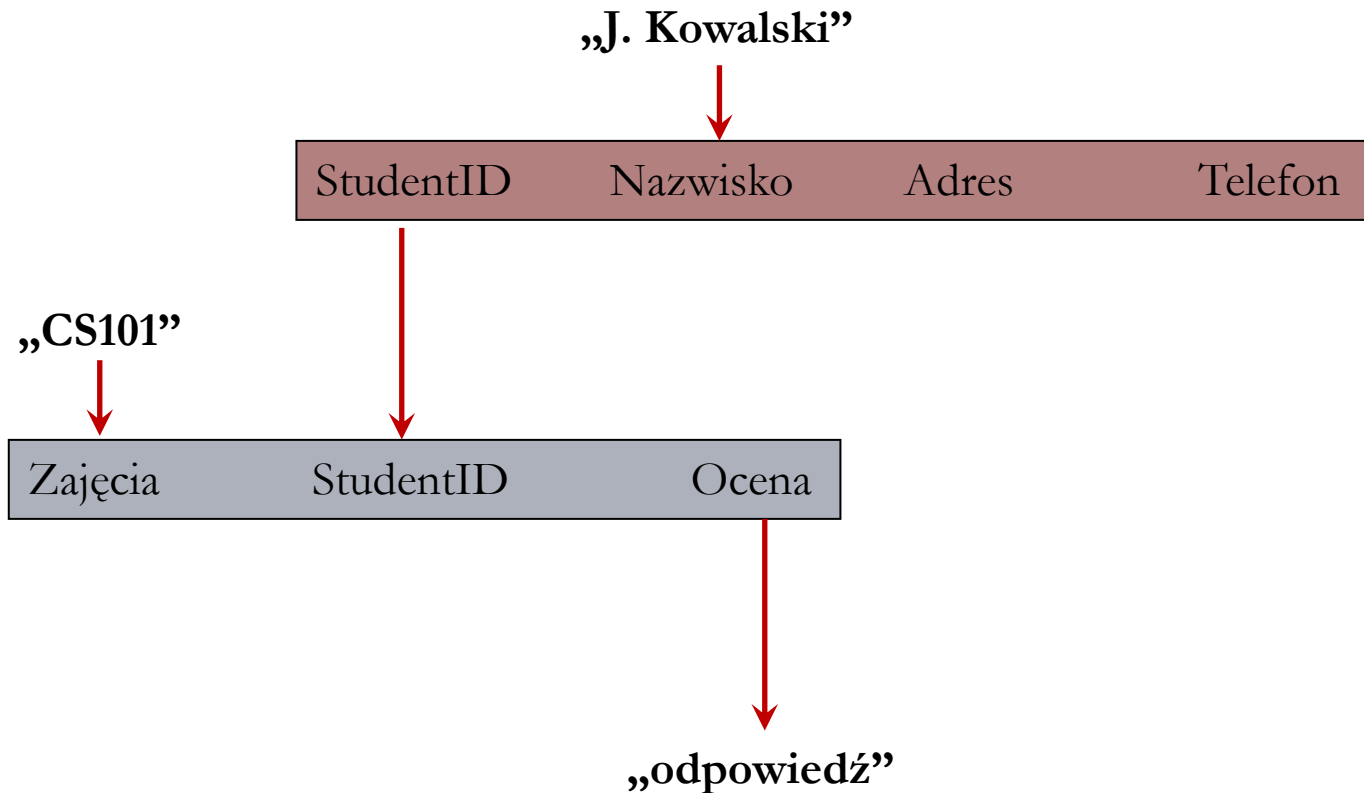 „J. Kowalski”
StudentID Nazwisko Adres Telefon
„CS101”
Zajęcia StudentID Ocena
„odpowiedź”